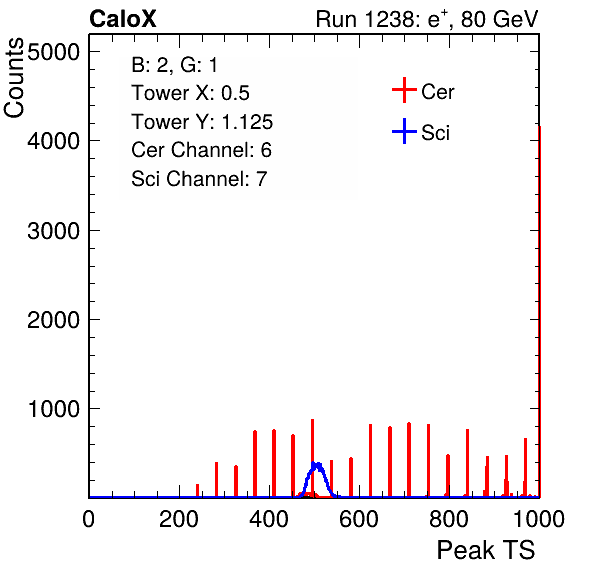 CaloX Run 1238: e⁺, 80 GeV
Counts
5000
4000
3000
2000
1000
B: 2, G: 1
Tower X: 0.5
Tower Y: 1.125
Cer Channel: 6
Sci Channel: 7
Cer
Sci
0 200 400 600 800 1000
Peak TS